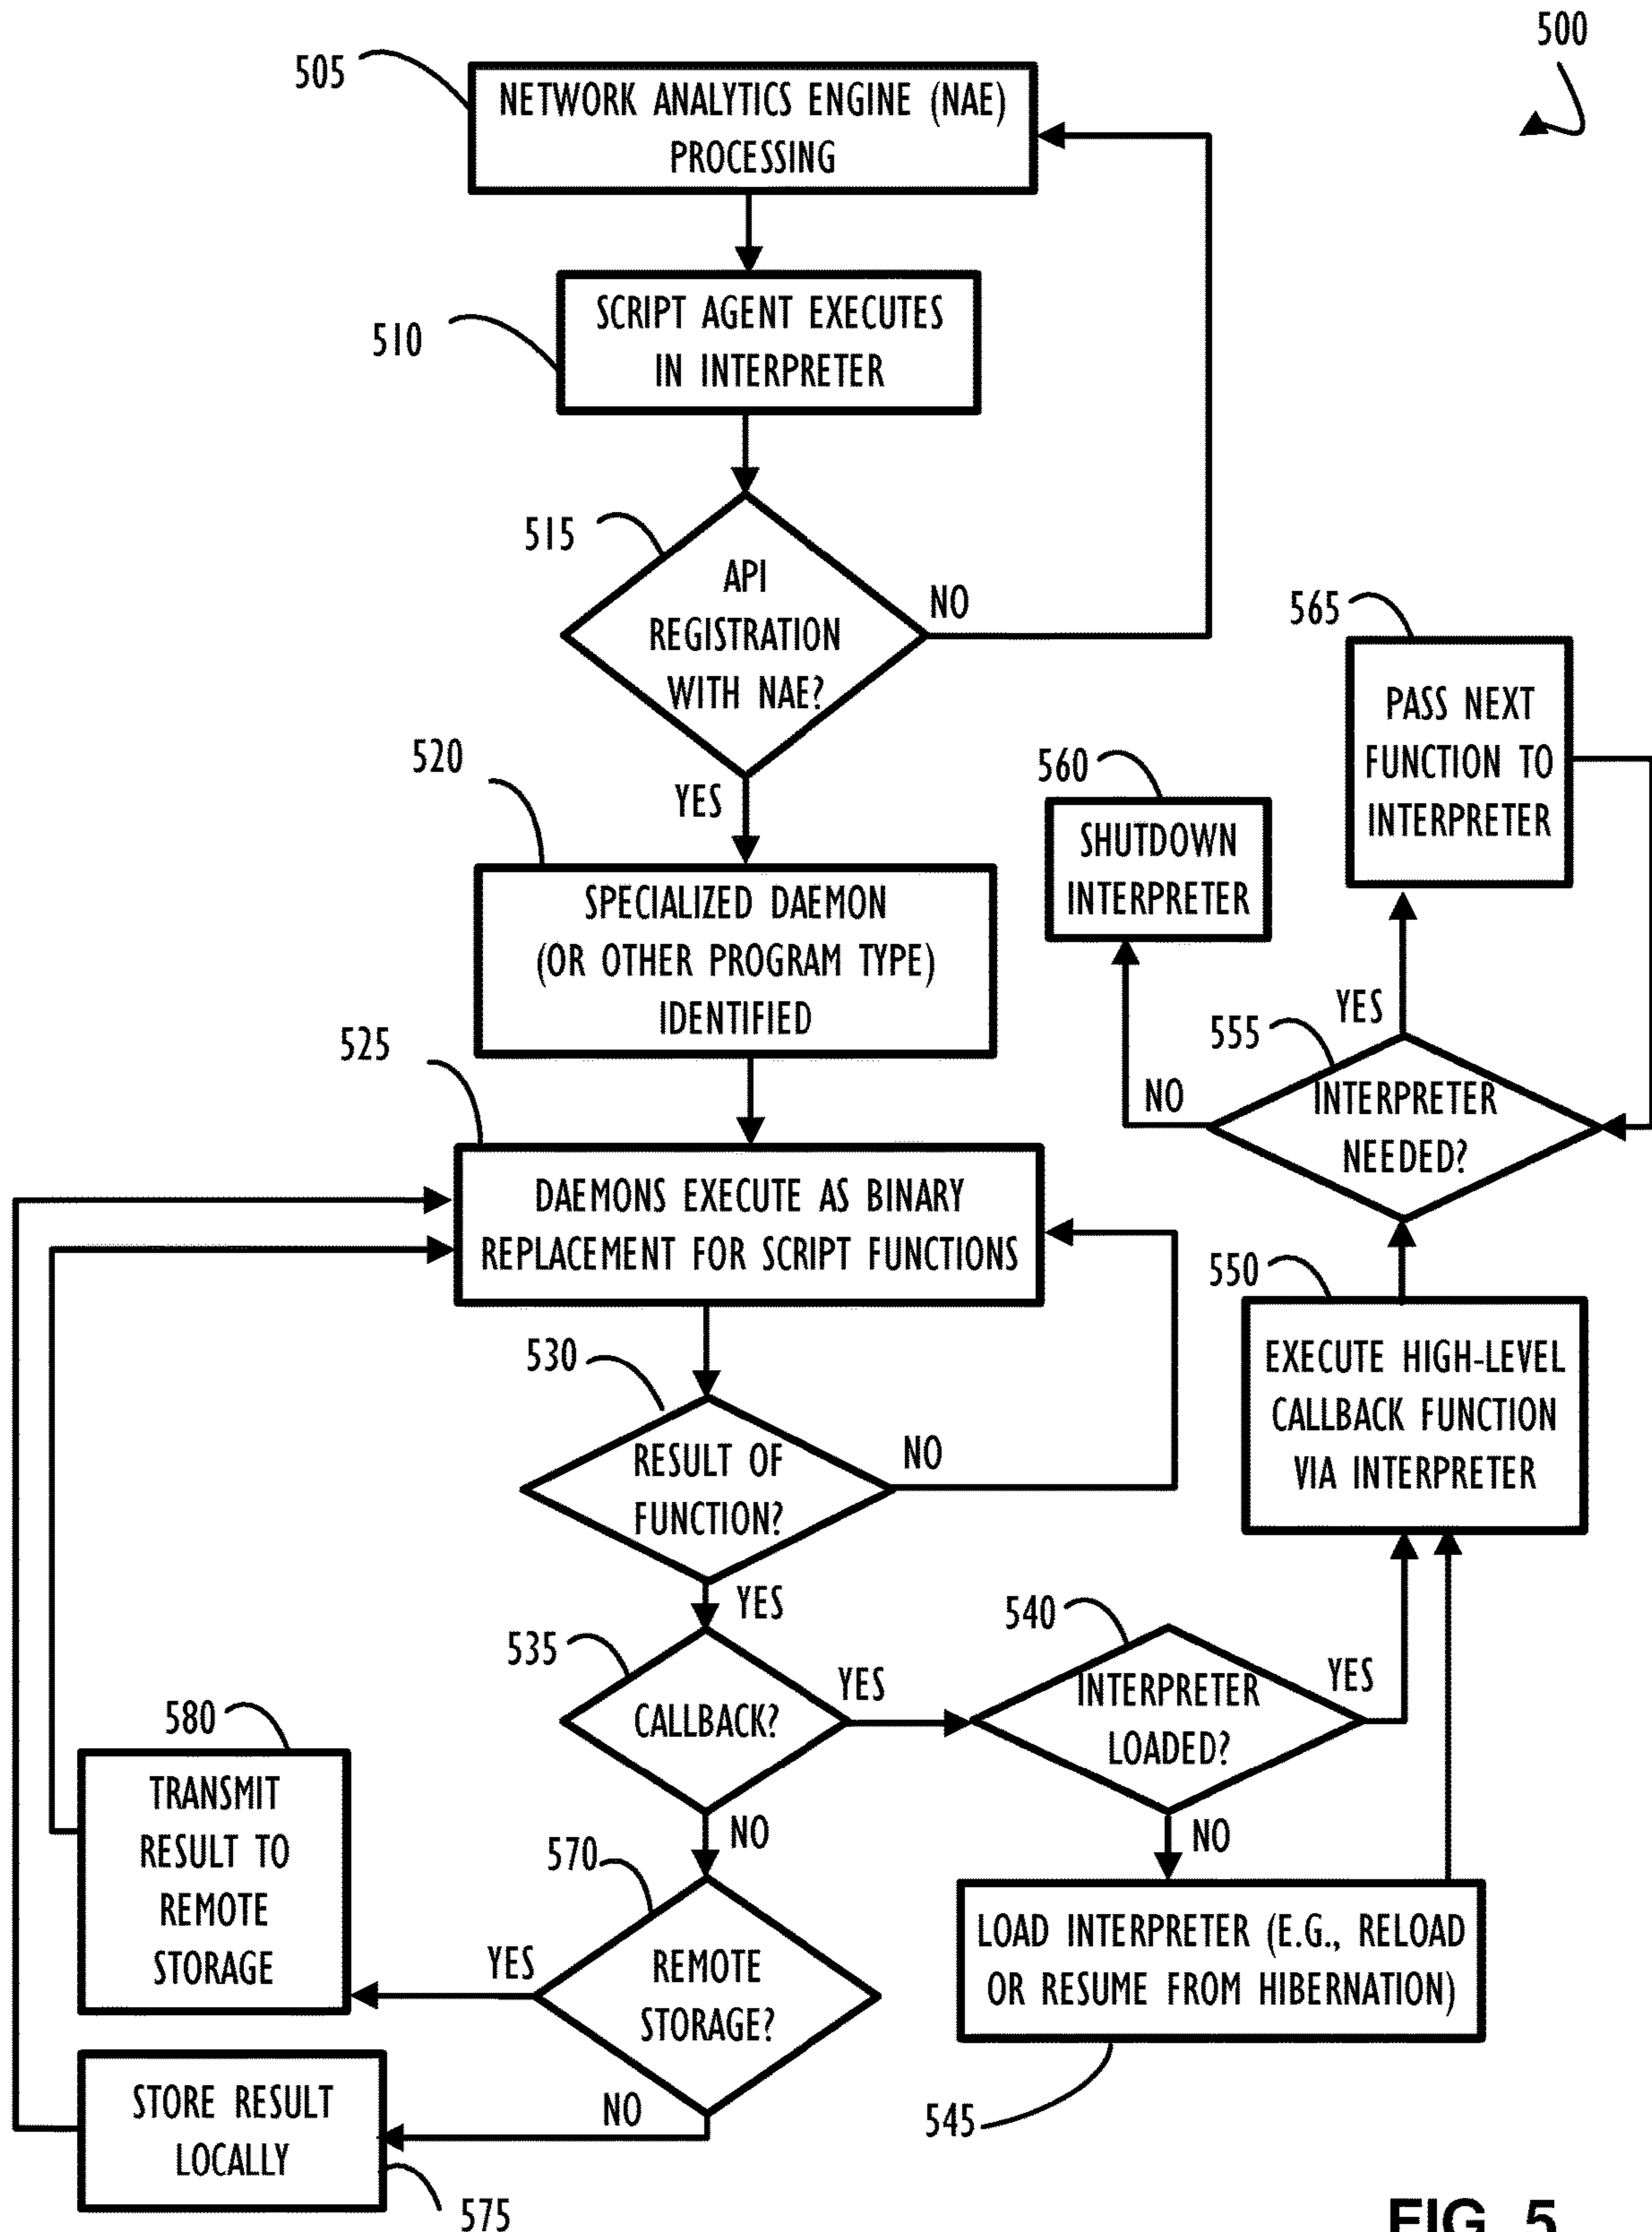 500
505
NETWORK ANALYTICS ENGINE (NAE)
PROCESSING
510
SCRIPT AGENT EXECUTES
IN INTERPRETER
515
API
REGISTRATION
WITH NAE?
NO
YES
520
SPECIALIZED DAEMON
(OR OTHER PROGRAM TYPE)
IDENTIFIED
525
DAEMONS EXECUTE AS BINARY
REPLACEMENT FOR SCRIPT FUNCTIONS
530
RESULT OF
FUNCTION?
NO
YES
535
CALLBACK?
YES
NO
540
INTERPRETER
LOADED?
YES
NO
LOAD INTERPRETER (E.G., RELOAD
OR RESUME FROM HIBERNATION)
545
550
EXECUTE HIGH-LEVEL
CALLBACK FUNCTION
VIA INTERPRETER
555
INTERPRETER
NEEDED?
NO
YES
560
SHUTDOWN
INTERPRETER
565
PASS NEXT
FUNCTION TO
INTERPRETER
570
REMOTE
STORAGE?
YES
NO
580
TRANSMIT
RESULT TO
REMOTE
STORAGE
STORE RESULT
LOCALLY
575
FIG. 5